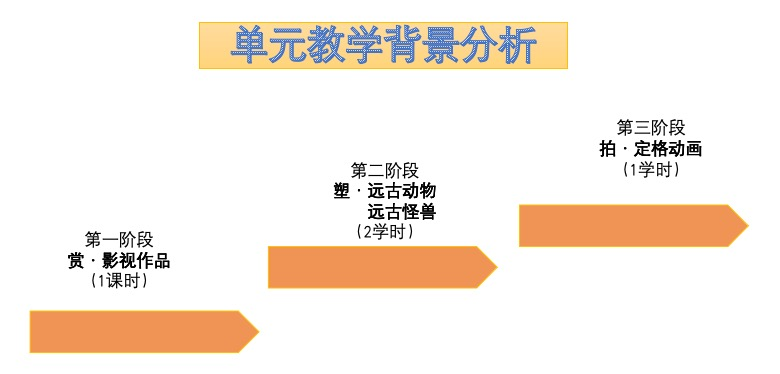 单元教学背景分析
第一阶段
赏·影视作品
(1课时)
第二阶段
塑·远古动物
远古怪兽
(2学时)
第三阶段
拍·定格动画
(1学时)